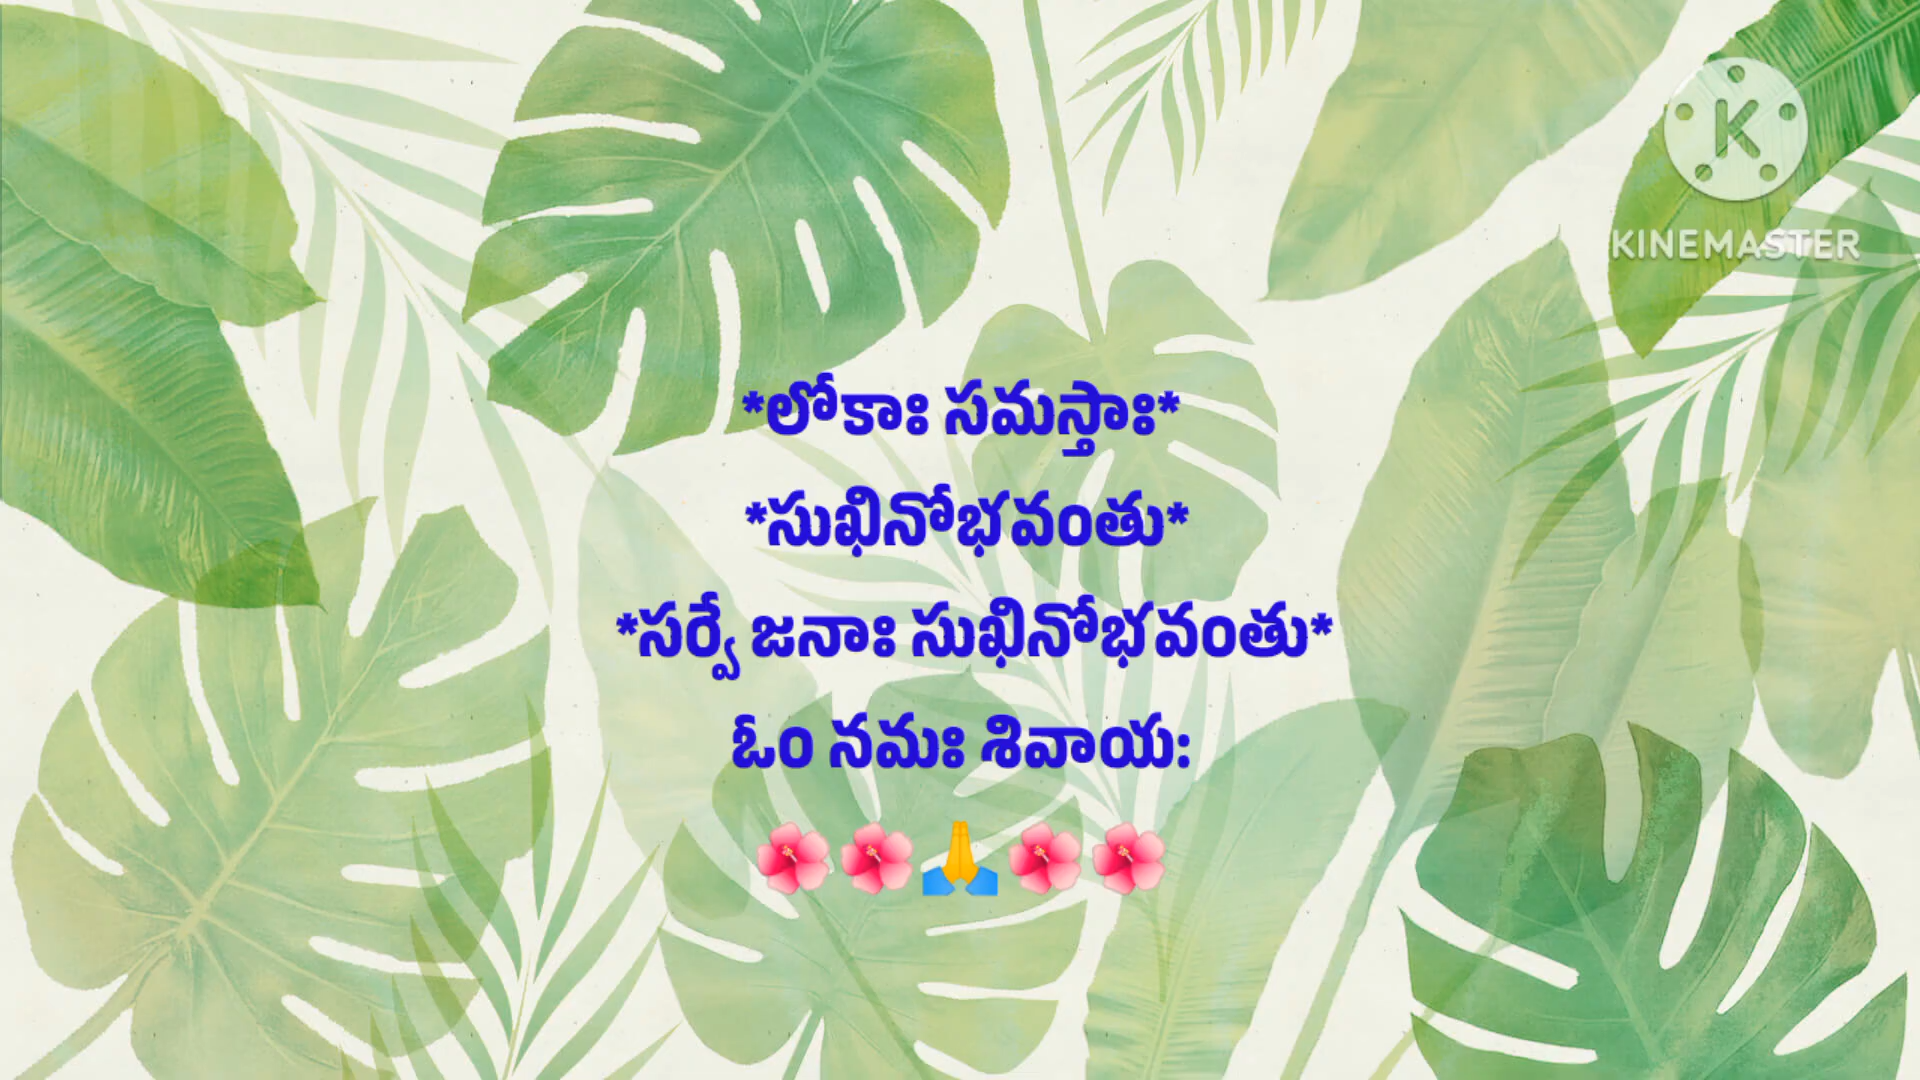 KINEMASTER
*లోకాః సమస్తాః*
*సుఖినోభవంతు*
*సర్వే జనాః సుఖినోభవంతు*
ఓం నమః శివాయ:
🌺🌺🙏🌺🌺